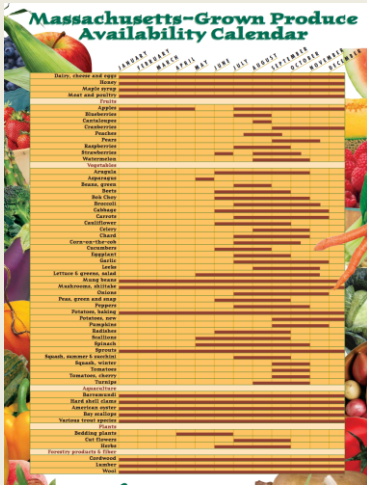 Massachusetts-Grown Produce
Availability Calendar
JANUARY
FEBRUARY
MARCH
APRIL
MAY
JUNE
JULY
AUGUST
SEPTEMBER
OCTOBER
NOVEMBER
DECEMBER
Dairy, cheese and eggs
Honey
Maple syrup
Meat and poultry
Fruits
Apples
Blueberries
Cantaloupes
Cranberries
Peaches
Pears
Raspberries
Strawberries
Watermelon
Vegetables
Arugula
Asparagus
Beans, green
Beets
Bok Choy
Broccoli
Cabbage
Carrots
Cauliflower
Celery
Chard
Corn-on-the-cob
Cucumbers
Eggplant
Garlic
Leeks
Lettuce & greens, salad
Mung beans
Mushrooms, shiitake
Onions
Peas, green and snap
Peppers
Potatoes, baking
Potatoes, new
Pumpkins
Radishes
Scallions
Spinach
Sprouts
Squash, summer & zucchini
Squash, winter
Tomatoes
Tomatoes, cherry
Turnips
Aquaculture
Barramundi
Hard shell clams
American oyster
Bay scallops
Various trout species
Plants
Bedding plants
Cut flowers
Herbs
Forestry products & fiber
Cordwood
Lumber
Wool